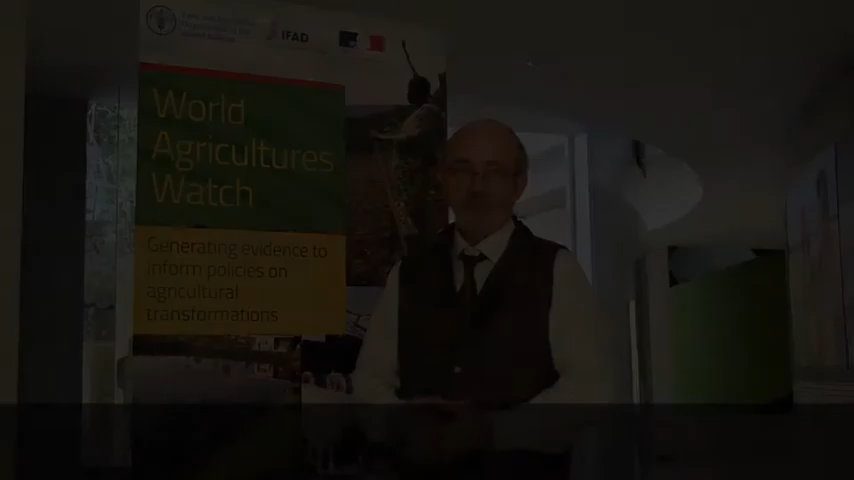 IFAD
World
Agricultures
Watch
Generating evidence to
inform policies on
agricultural
transformations